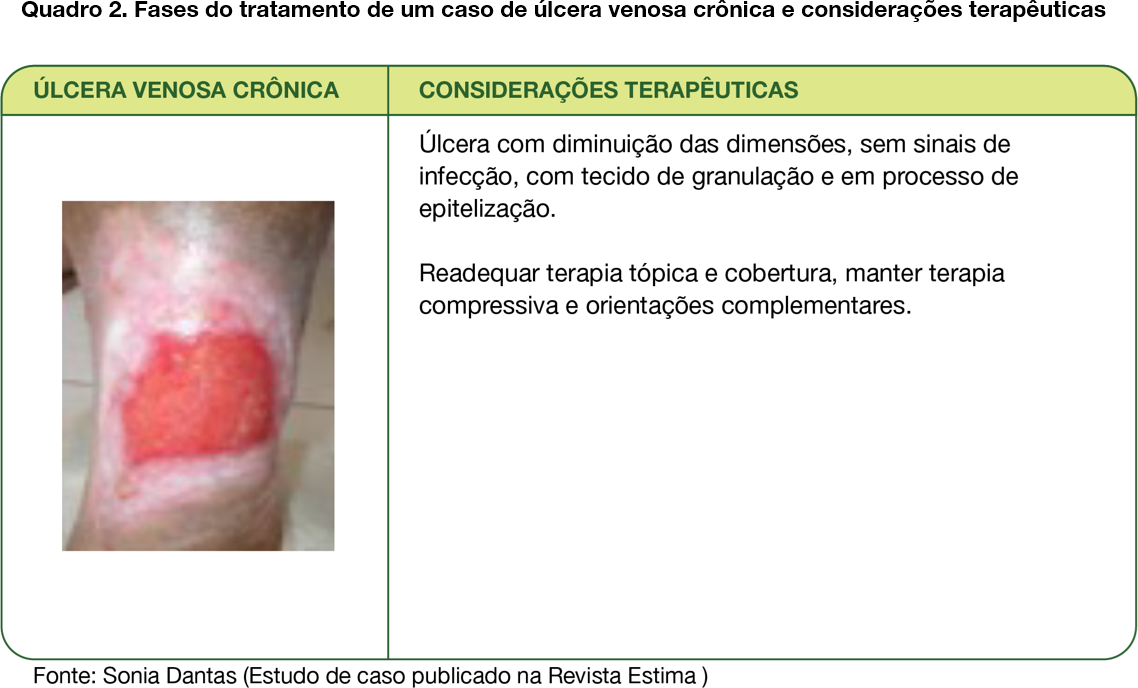 Quadro 2. Fases do tratamento de um caso de úlcera venosa crônica e considerações terapêuticas
ÚLCERA VENOSA CRÔNICA
CONSIDERAÇÕES TERAPÊUTICAS
Úlcera com diminuição das dimensões, sem sinais de
infecção, com tecido de granulação e em processo de
epitelização.
Readequar terapia tópica e cobertura, manter terapia
compressiva e orientações complementares.
Fonte: Sonia Dantas (Estudo de caso publicado na Revista Estima )